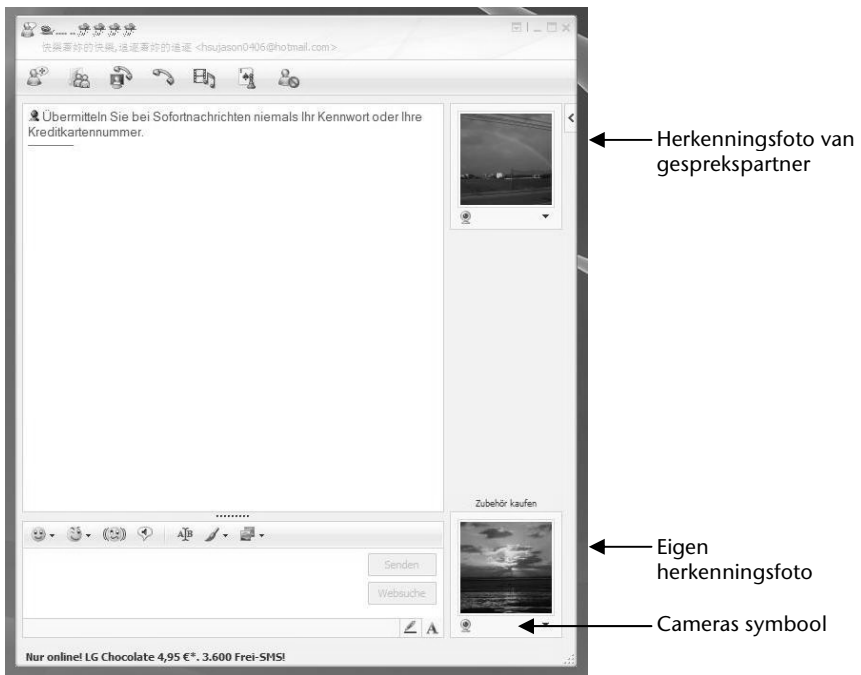 快樂著妳的快樂,追逐著妳的追逐 <hsujason0406@hotmail.com>
Übermitteln Sie bei Sofortnachrichten niemals Ihr Kennwort oder Ihre
Kreditkartennummer.
Herkenningsfoto van
gesprekspartner
Zubehör kaufen
Senden
Websuche
Eigen
herkenningsfoto
Cameras symbool
Nur online! LG Chocolate 4,95 €*. 3.600 Frei-SMS!